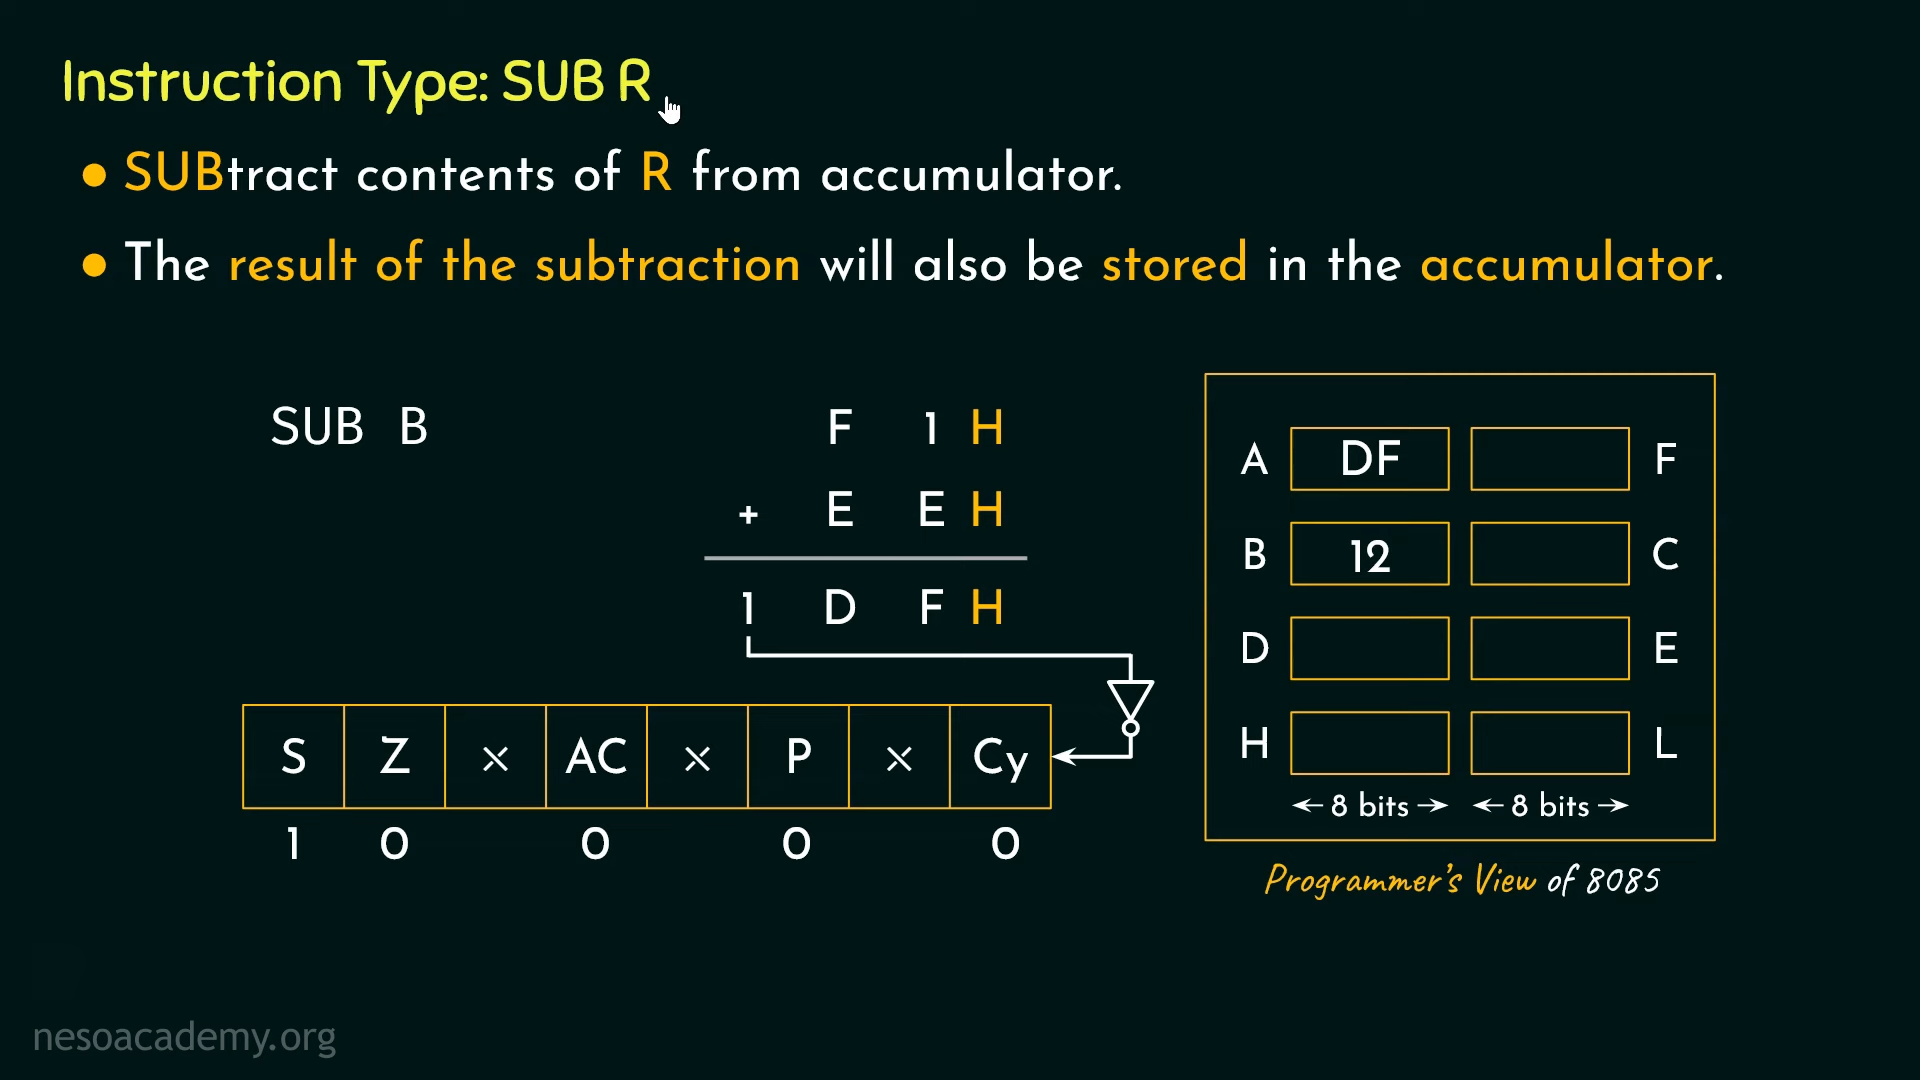 Instruction Type: SUB R
● SUBtract contents of R from accumulator.
● The result of the subtraction will also be stored in the accumulator.
SUB B
F 1 H
+ E E H
1 D F H
S Z × AC × P × Cy
1 0 0 0 0
A DF F
B 12 C
D E
H L
←8 bits→ ←8 bits→
Programmer's View of 8085
nesoacademy.org